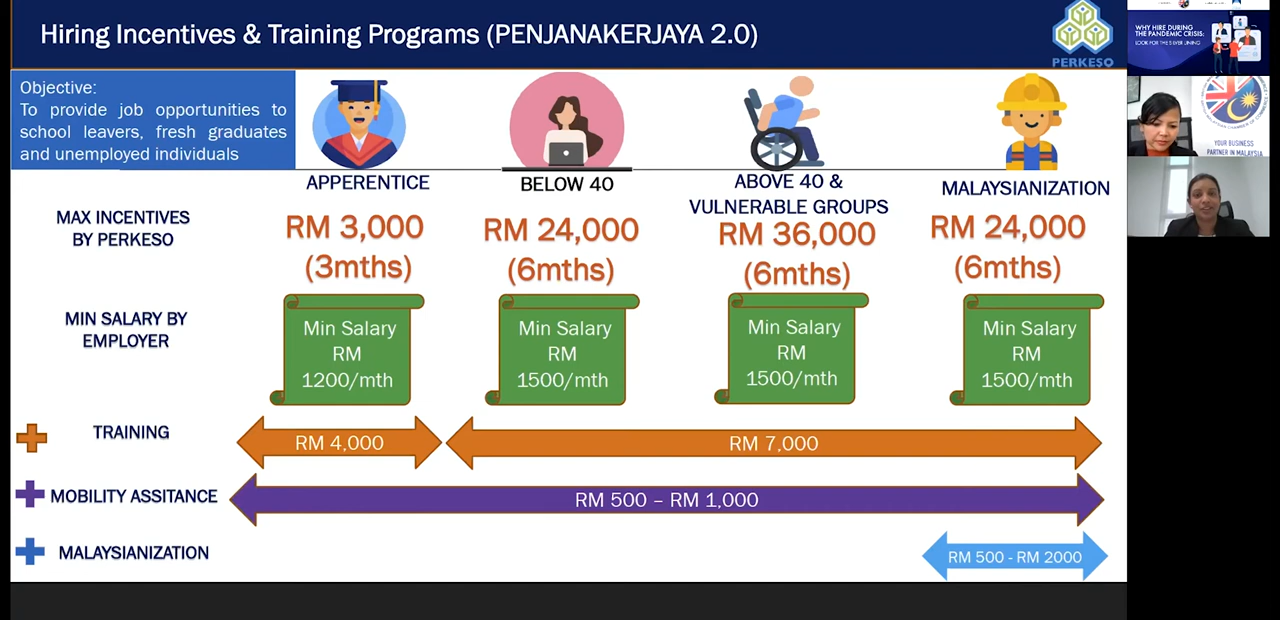 Hiring Incentives & Training Programs (PENJANAKERJAYA 2.0)
PERKESO
Objective:
To provide job opportunities to
school leavers, fresh graduates
and unemployed individuals
APPERENTICE
BELOW 40
ABOVE 40 &
VULNERABLE GROUPS
MALAYSIANIZATION
MAX INCENTIVES
BY PERKESO
RM 3,000
(3mths)
RM 24,000
(6mths)
RM 36,000
(6mths)
RM 24,000
(6mths)
MIN SALARY BY
EMPLOYER
Min Salary
RM
1200/mth
Min Salary
RM
1500/mth
Min Salary
RM
1500/mth
Min Salary
RM
1500/mth
TRAINING
RM 4,000
RM 7,000
MOBILITY ASSITANCE
RM 500 – RM 1,000
MALAYSIANIZATION
RM 500 - RM 2000
WHY HIRE DURING
THE PANDEMIC CRISIS:
LOOK FOR THE SILVER LINING
YOUR BUSINESS
PARTNER IN MALAYSIA